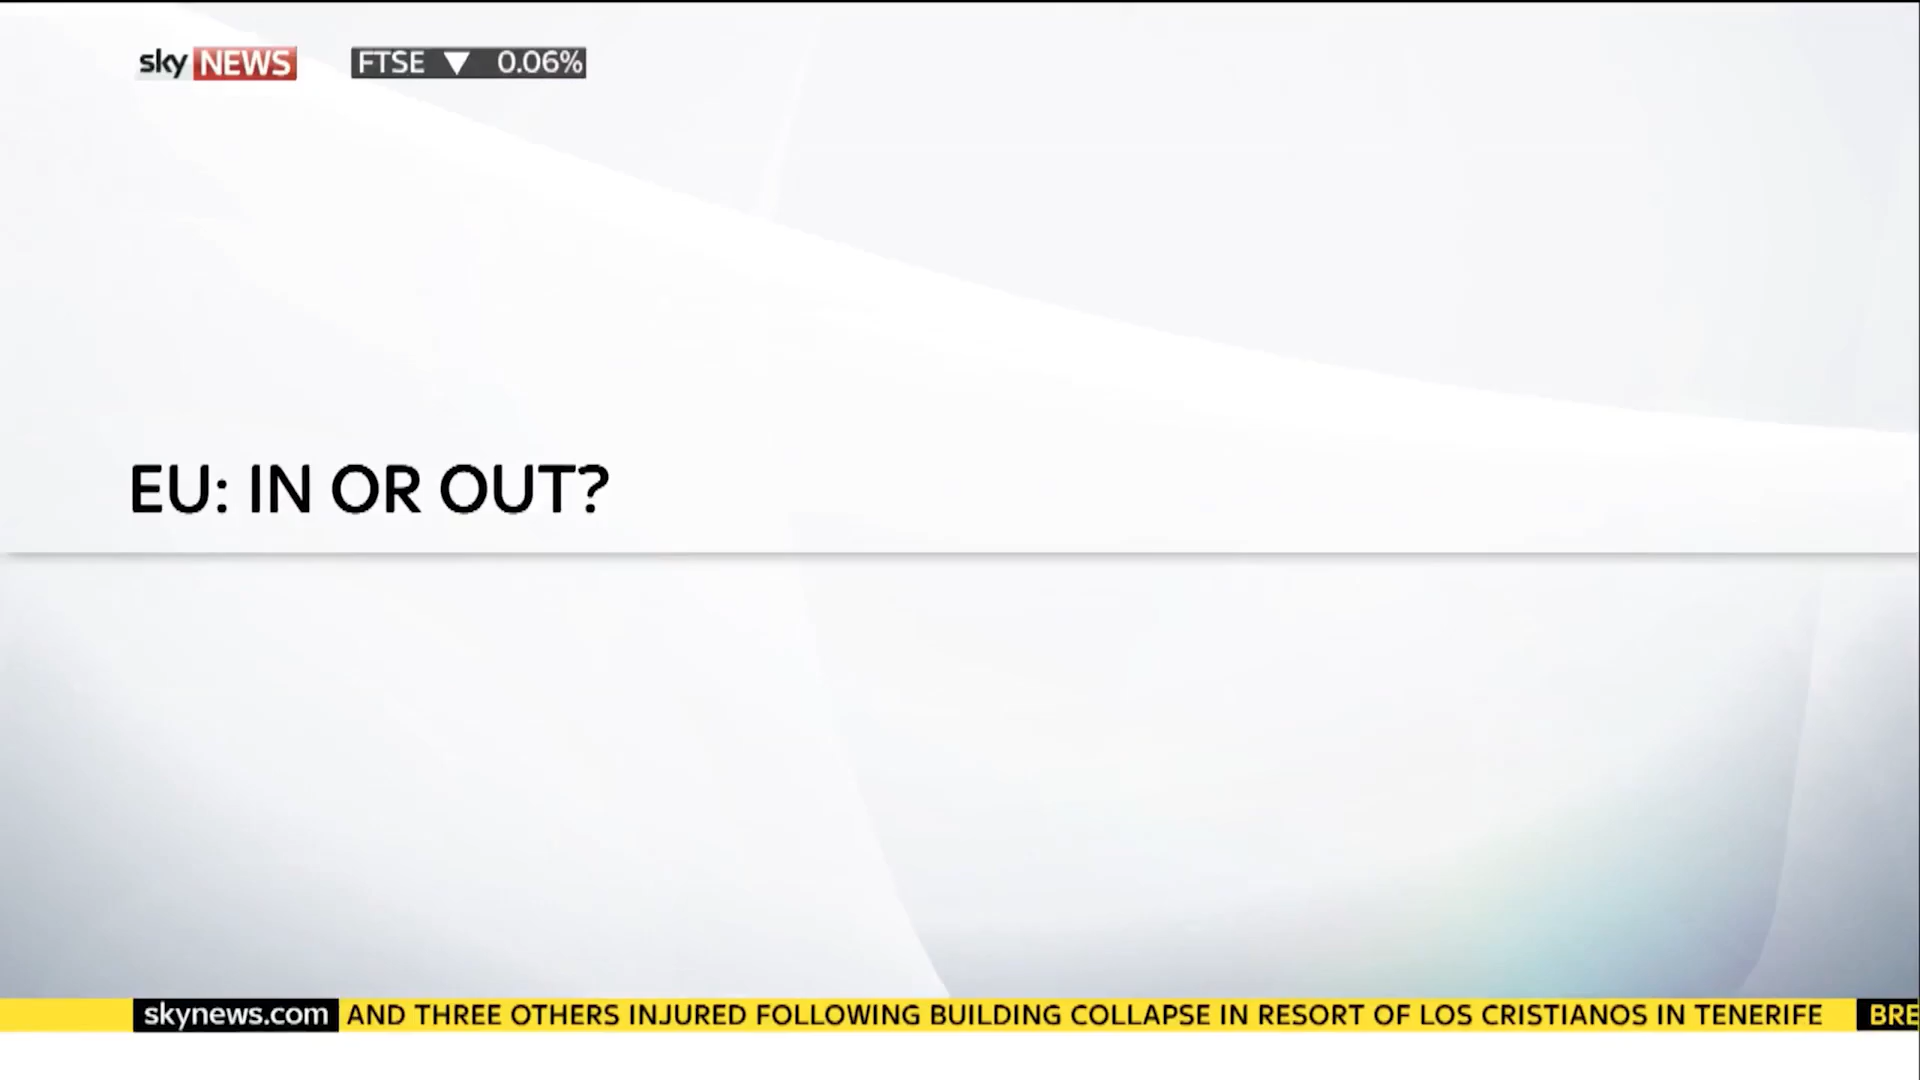 sky NEWS FTSE ▼ 0.06%
EU: IN OR OUT?
skynews.com AND THREE OTHERS INJURED FOLLOWING BUILDING COLLAPSE IN RESORT OF LOS CRISTIANOS IN TENERIFE BRE